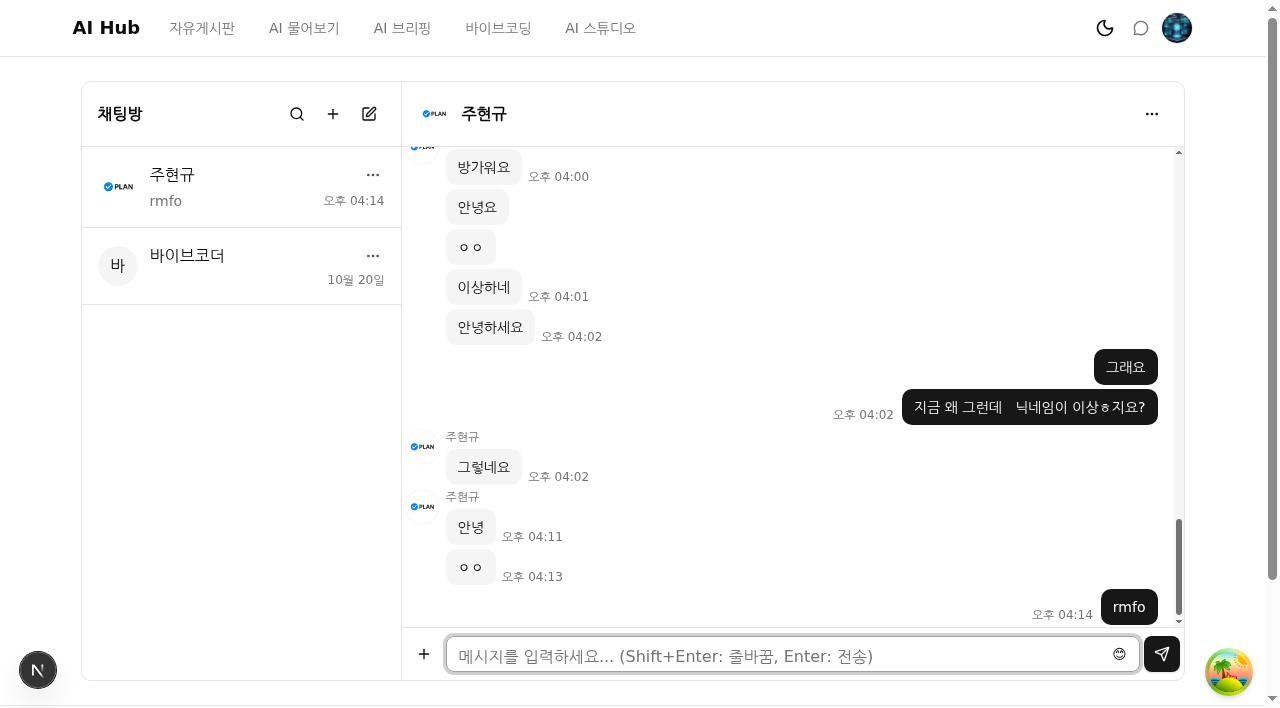 AI Hub 자유게시판 AI 물어보기 AI 브리핑 바이브코딩 AI 스튜디오
채팅방
PLAN 주현규
rmfo 오후 04:14
바 바이브코더
10월 20일
PLAN 주현규
PLAN
방가워요 오후 04:00
안녕요
ㅇㅇ
이상하네 오후 04:01
안녕하세요 오후 04:02
그래요
오후 04:02 지금 왜 그런데 닉네임이 이상ㅎ지요?
PLAN 주현규
그렇네요 오후 04:02
PLAN 주현규
안녕 오후 04:11
ㅇㅇ 오후 04:13
오후 04:14 rmfo
메시지를 입력하세요... (Shift+Enter: 줄바꿈, Enter: 전송)
N